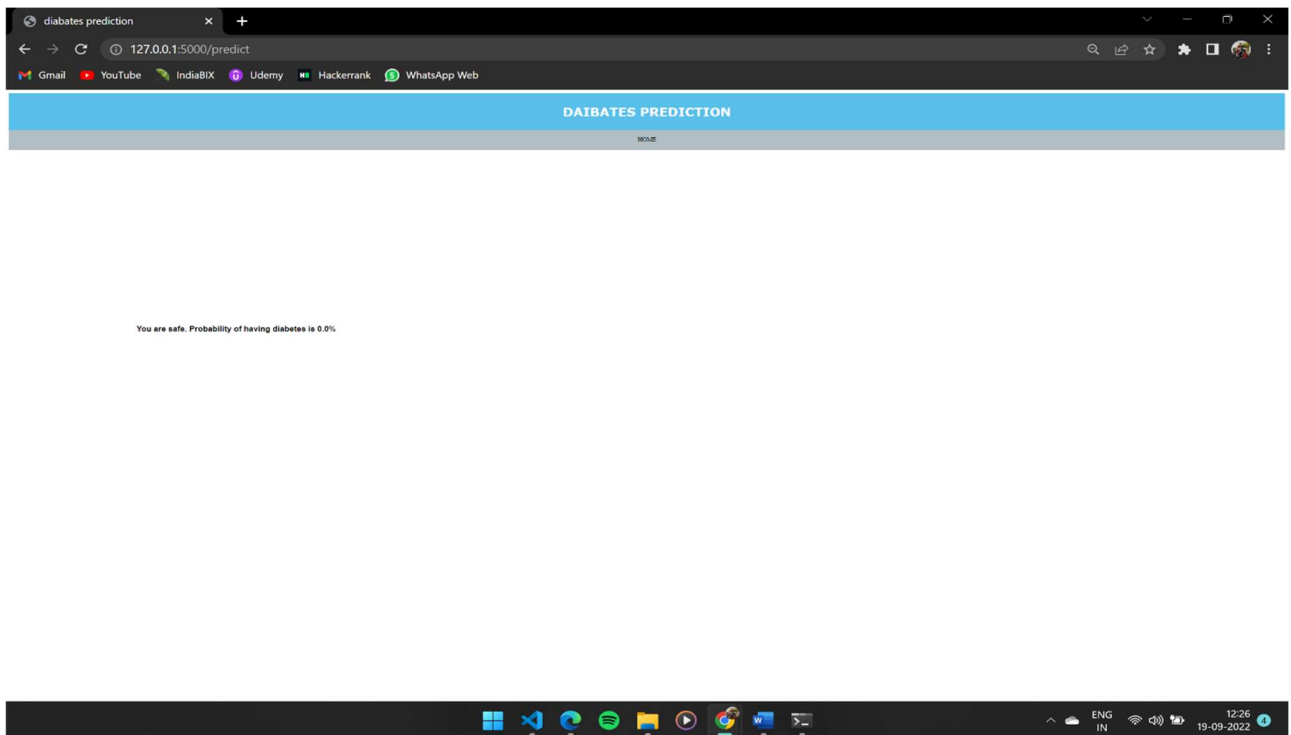 diabates prediction
127.0.0.1:5000/predict
Gmail YouTube IndiaBIX Udemy Hackerrank WhatsApp Web
DAIBATES PREDICTION
HOME
You are safe. Probability of having diabetes is 0.0%
ENG
IN
12:26
19-09-2022
4